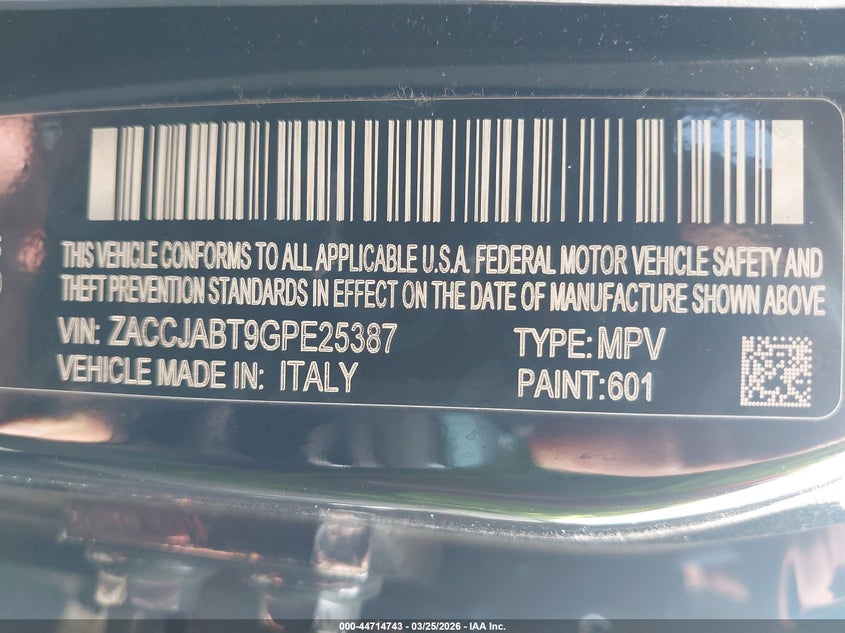 THIS VEHICLE CONFORMS TO ALL APPLICABLE U.S.A. FEDERAL MOTOR VEHICLE SAFETY AND
THEFT PREVENTION STANDARDS IN EFFECT ON THE DATE OF MANUFACTURE SHOWN ABOVE
VIN: ZACCJABT9GPE25387 TYPE: MPV
VEHICLE MADE IN: ITALY PAINT: 601
000-44714743 / 03/25/2026 - IAA Inc.